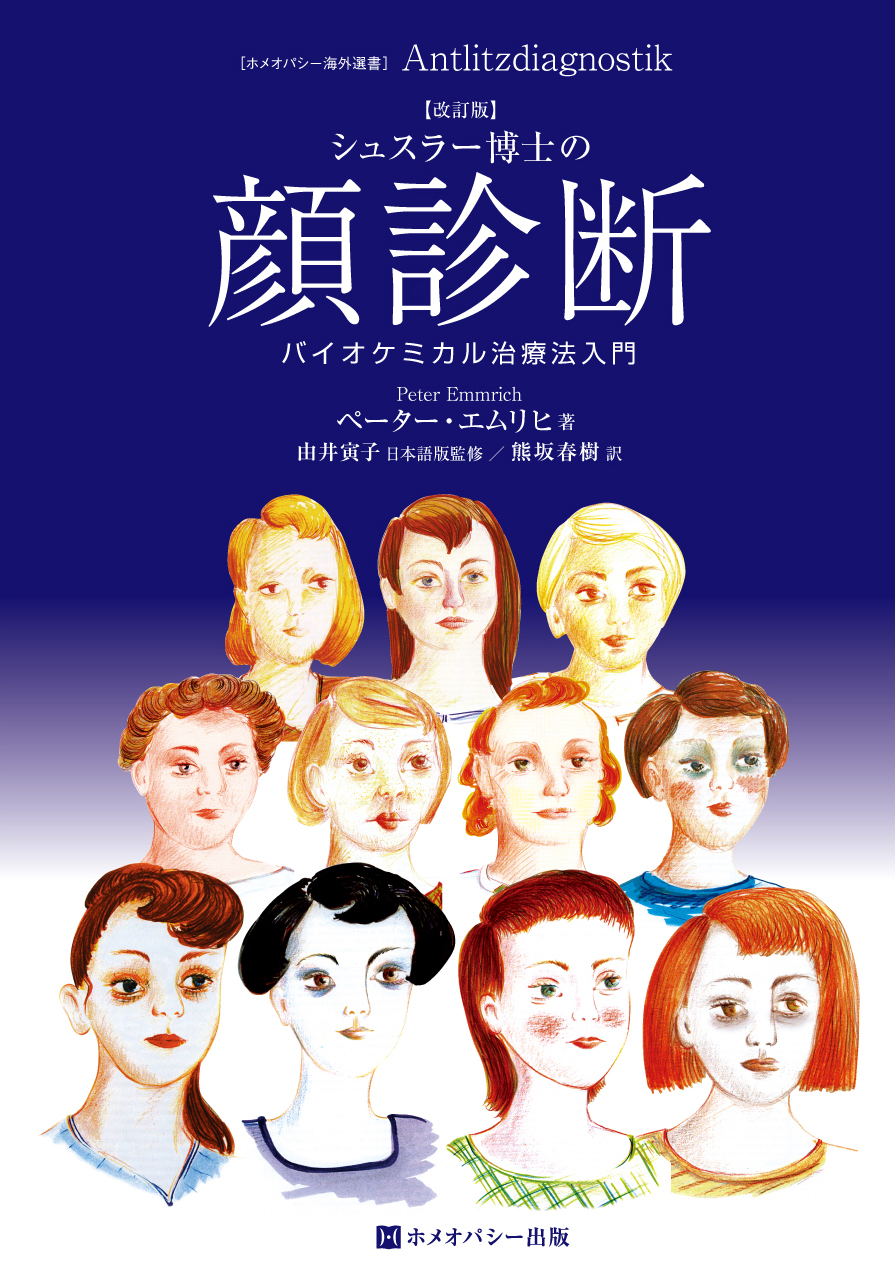 ［ホメオパシー海外選書］ Antlitzdiagnostik
【改訂版】
シュスラー博士の
顔診断
バイオケミカル治療法入門
Peter Emmrich
ペーター・エムリヒ 著
由井寅子 日本語版監修 ／ 熊坂春樹 訳
ホメオパシー出版